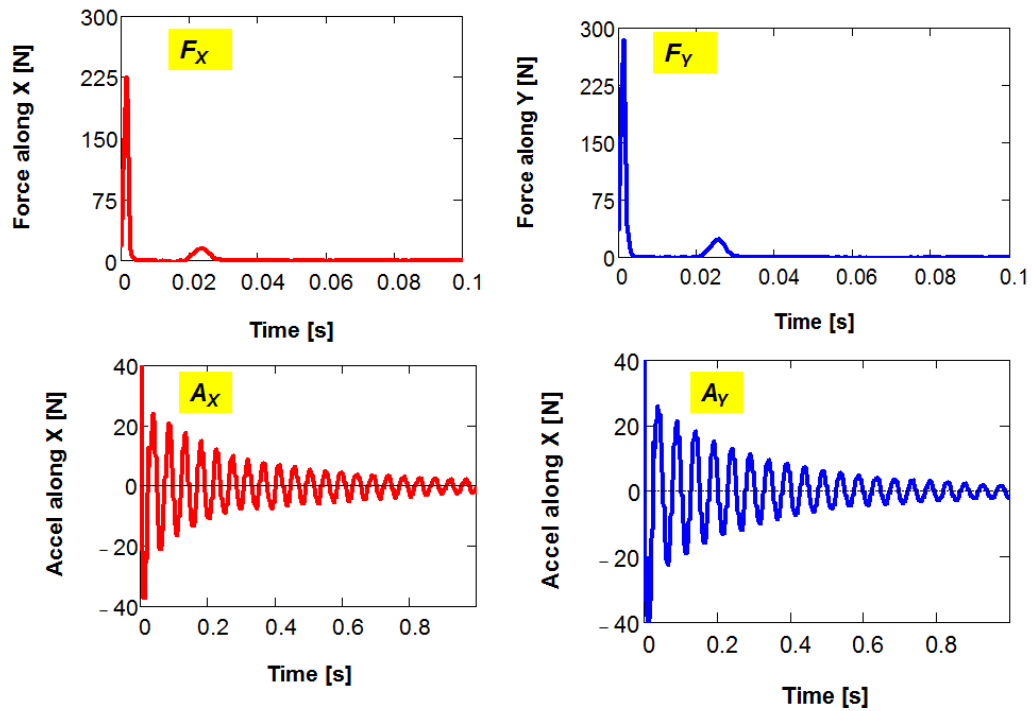 300
225
150
75
0
Force along X [N]
F_X
0 0.02 0.04 0.06 0.08 0.1
Time [s]
300
225
150
75
0
Force along Y [N]
F_Y
0 0.02 0.04 0.06 0.08 0.1
Time [s]
40
20
0
− 20
− 40
Accel along X [N]
A_X
0 0.2 0.4 0.6 0.8
Time [s]
40
20
0
− 20
− 40
Accel along X [N]
A_Y
0 0.2 0.4 0.6 0.8
Time [s]